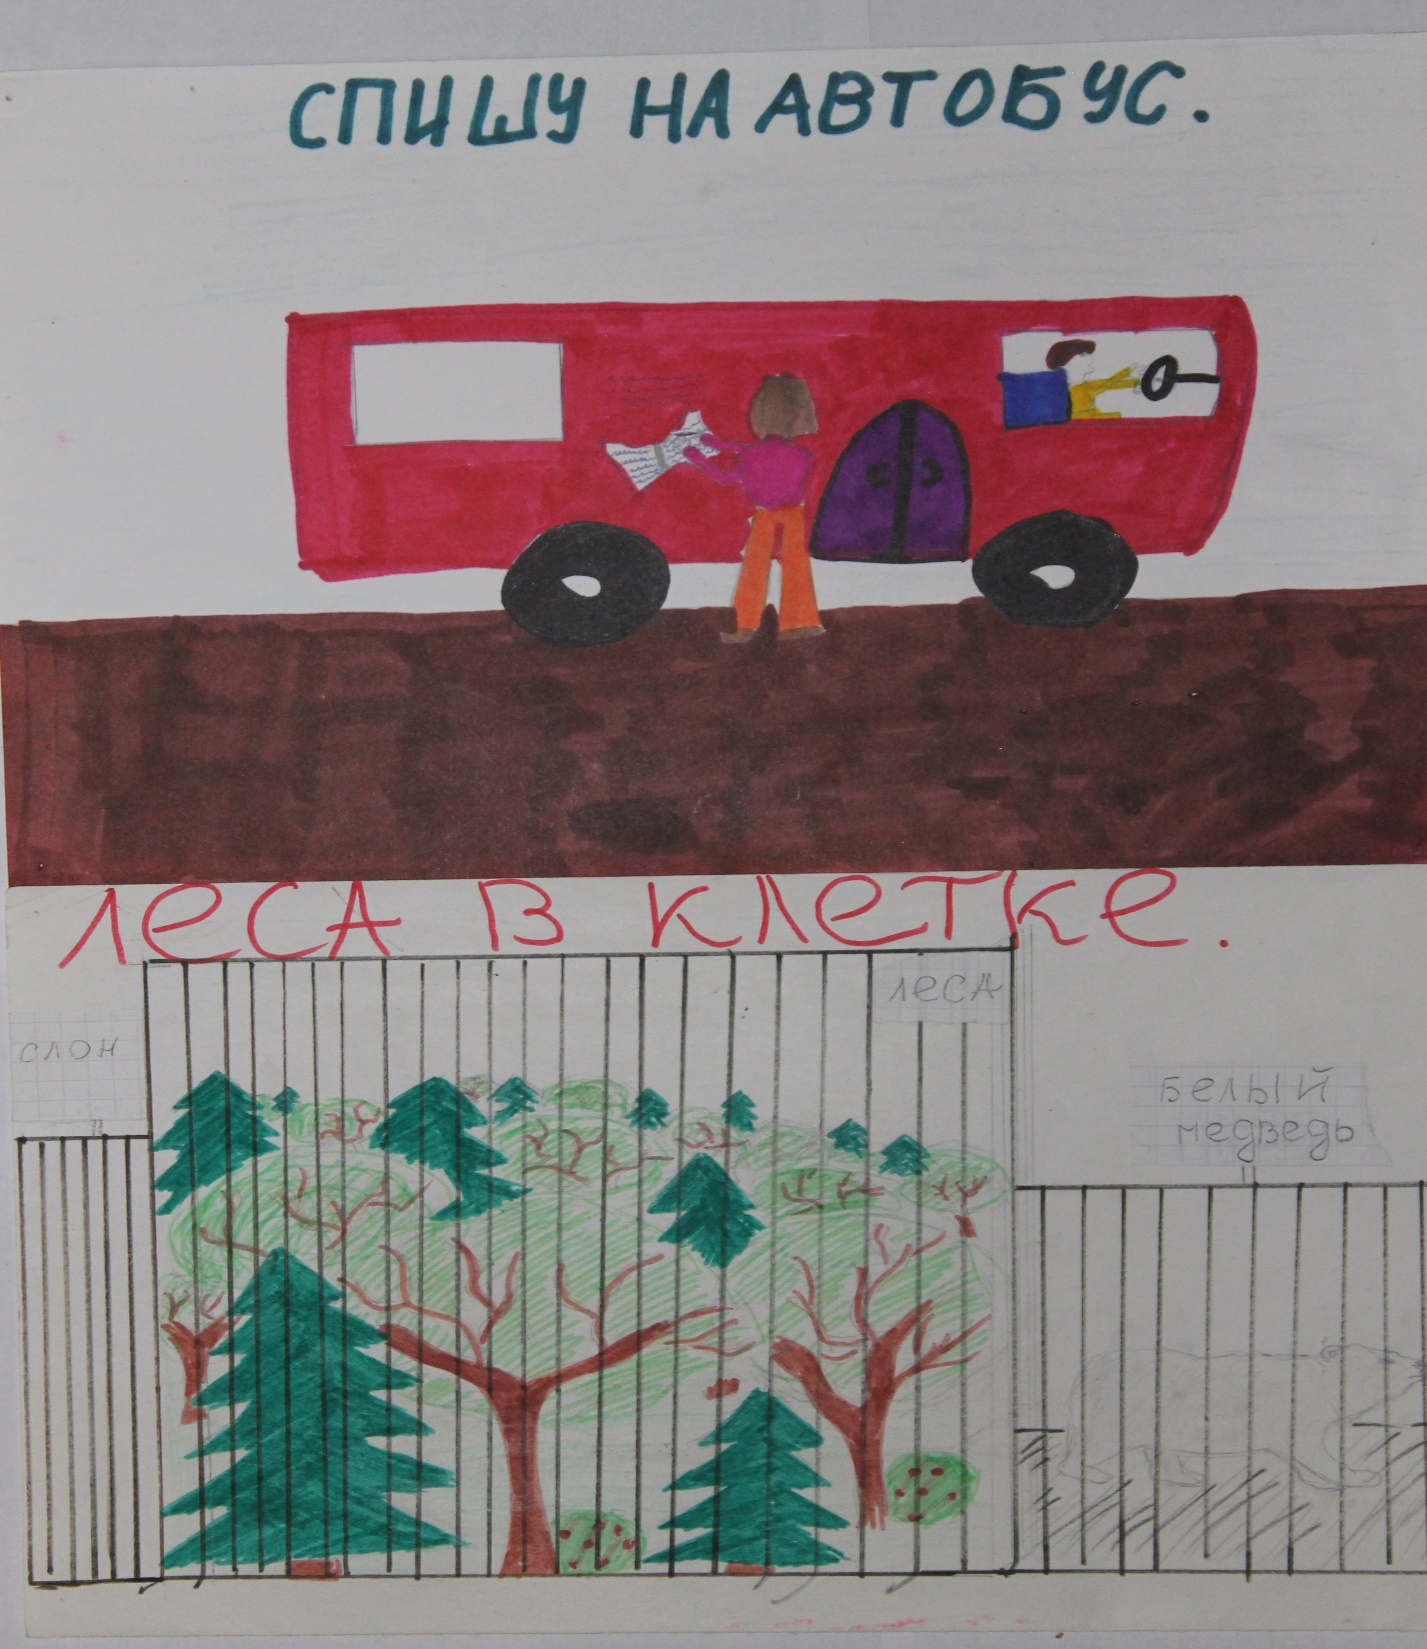 СПИШУ НА АВТОБУС.
ЛЕСА В КЛЕТКЕ.
ЛЕСА
СЛОН
БЕЛЫЙ
МЕДВЕДЬ